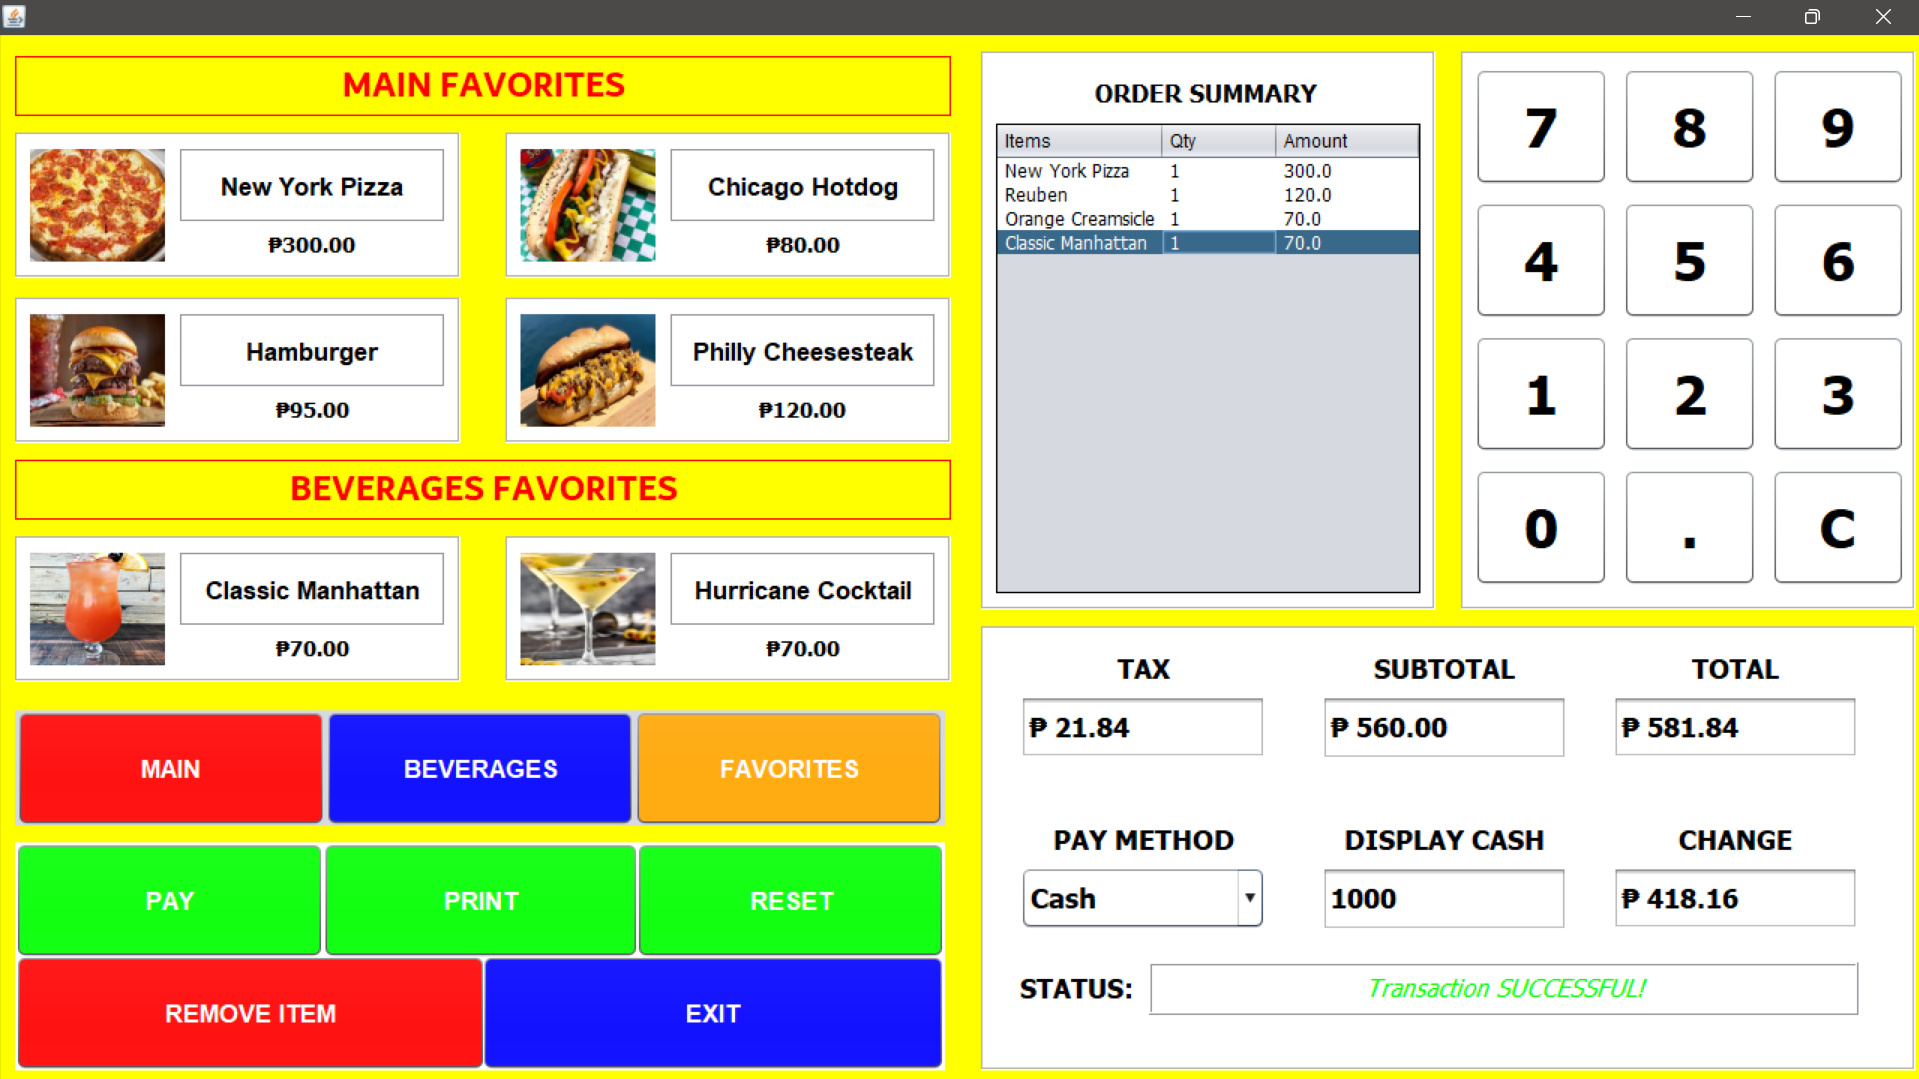 MAIN FAVORITES
New York Pizza
₱300.00
Chicago Hotdog
₱80.00
Hamburger
₱95.00
Philly Cheesesteak
₱120.00
BEVERAGES FAVORITES
Classic Manhattan
₱70.00
Hurricane Cocktail
₱70.00
MAIN
BEVERAGES
FAVORITES
PAY
PRINT
RESET
REMOVE ITEM
EXIT
ORDER SUMMARY
Items Qty Amount
New York Pizza 1 300.0
Reuben 1 120.0
Orange Creamsicle 1 70.0
Classic Manhattan 1 70.0
7 8 9
4 5 6
1 2 3
0 . C
TAX SUBTOTAL TOTAL
₱ 21.84 ₱ 560.00 ₱ 581.84
PAY METHOD DISPLAY CASH CHANGE
Cash 1000 ₱ 418.16
STATUS: Transaction SUCCESSFUL!